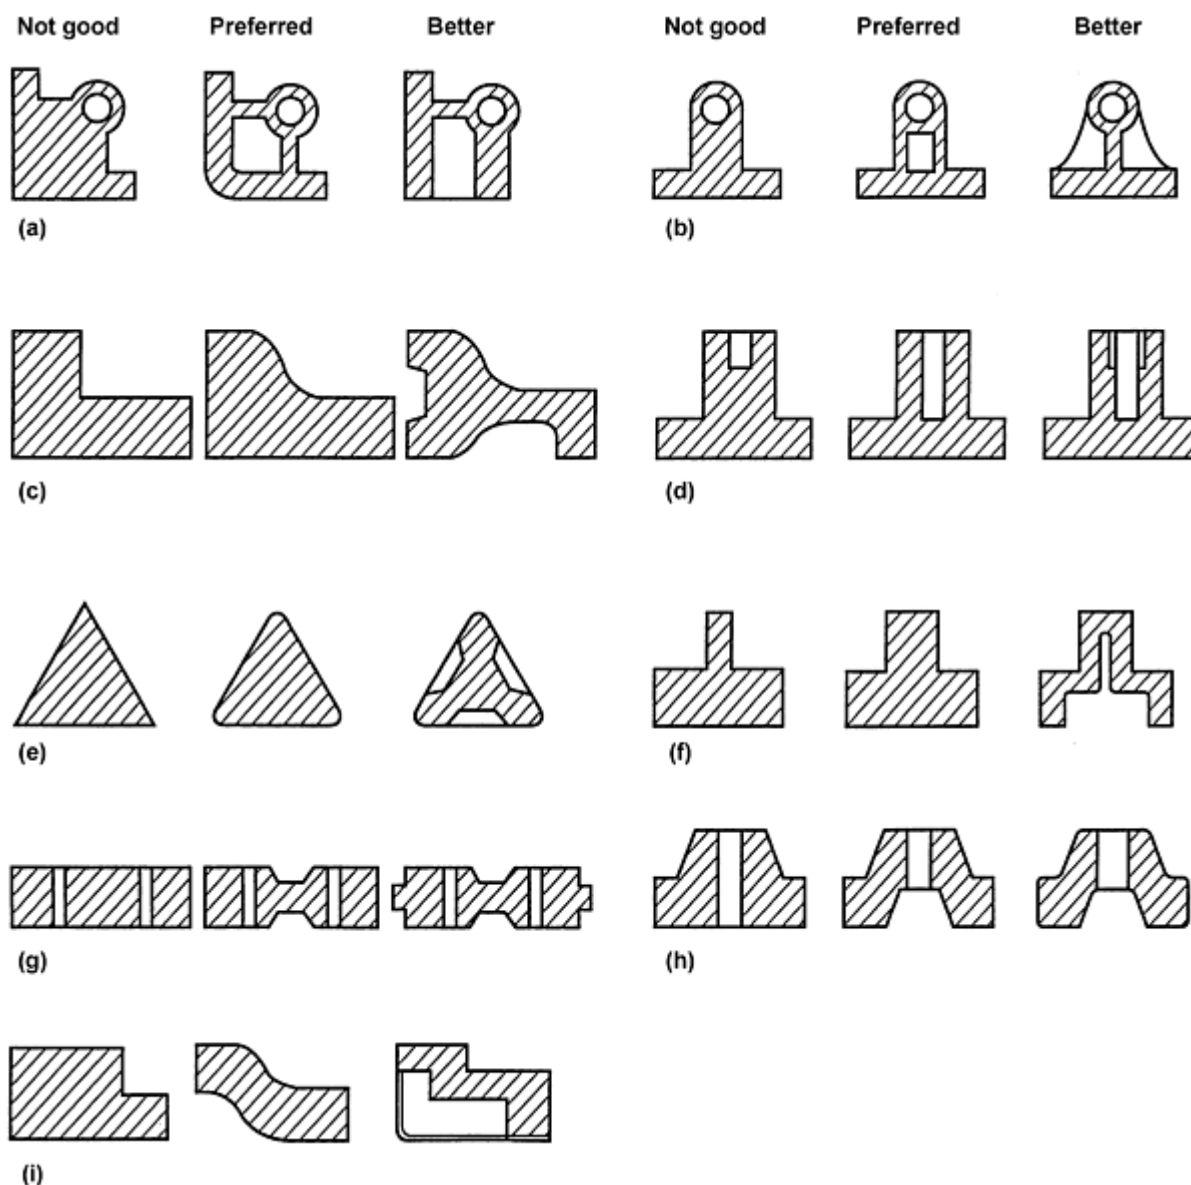 Not good Preferred Better Not good Preferred Better
(a) (b)
(c) (d)
(e) (f)
(g) (h)
(i)